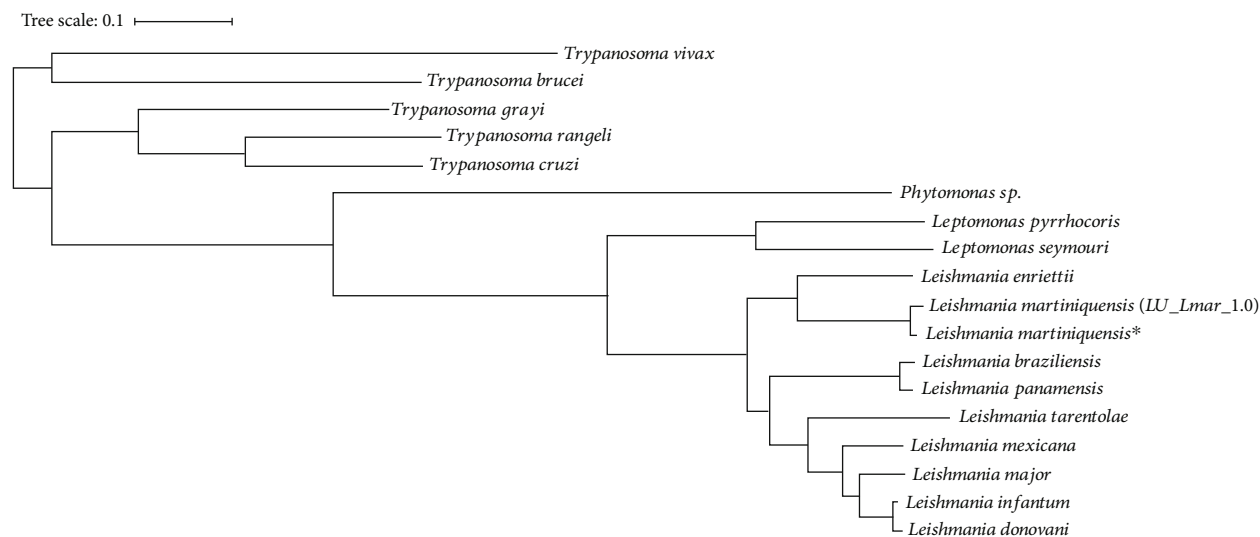 Tree scale: 0.1
Trypanosoma vivax
Trypanosoma brucei
Trypanosoma grayi
Trypanosoma rangeli
Trypanosoma cruzi
Phytomonas sp.
Leptomonas pyrrhocoris
Leptomonas seymouri
Leishmania enriettii
Leishmania martiniquensis (LU_Lmar_1.0)
Leishmania martiniquensis*
Leishmania braziliensis
Leishmania panamensis
Leishmania tarentolae
Leishmania mexicana
Leishmania major
Leishmania infantum
Leishmania donovani